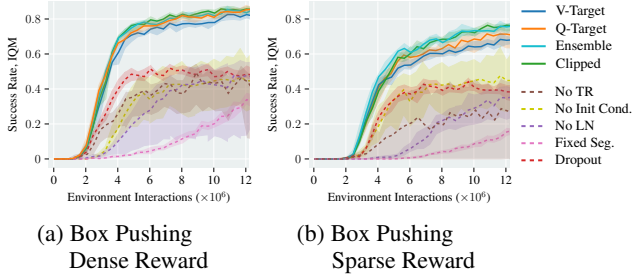 Success Rate, IQM
0.8
0.6
0.4
0.2
0
0 2 4 6 8 10 12
Environment Interactions (×10⁶)
(a) Box Pushing
Dense Reward
Success Rate, IQM
0.8
0.6
0.4
0.2
0
0 2 4 6 8 10 12
Environment Interactions (×10⁶)
(b) Box Pushing
Sparse Reward
V-Target
Q-Target
Ensemble
Clipped
No TR
No Init Cond.
No LN
Fixed Seg.
Dropout